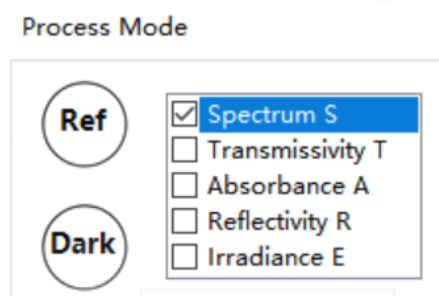 Process Mode
Ref
Spectrum S
Transmissivity T
Absorbance A
Reflectivity R
Dark
Irradiance E